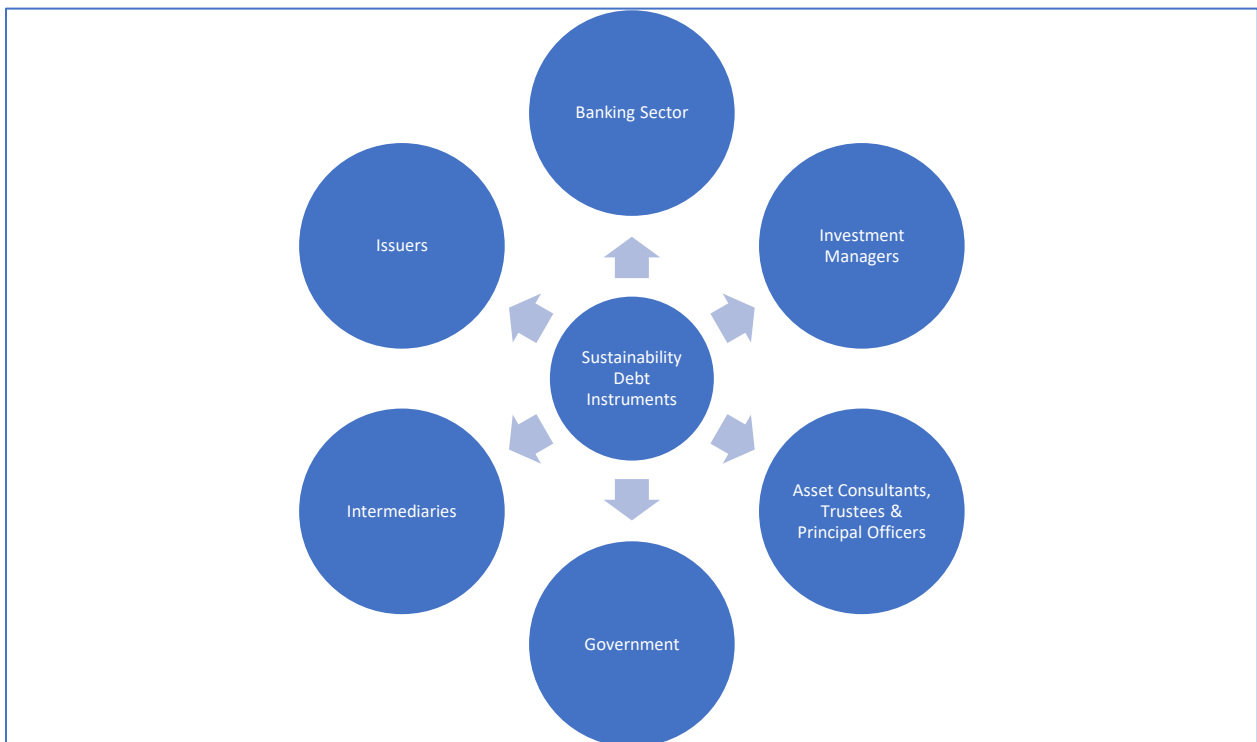 Banking Sector
Issuers
Investment
Managers
Sustainability
Debt
Instruments
Intermediaries
Asset Consultants,
Trustees &
Principal Officers
Government